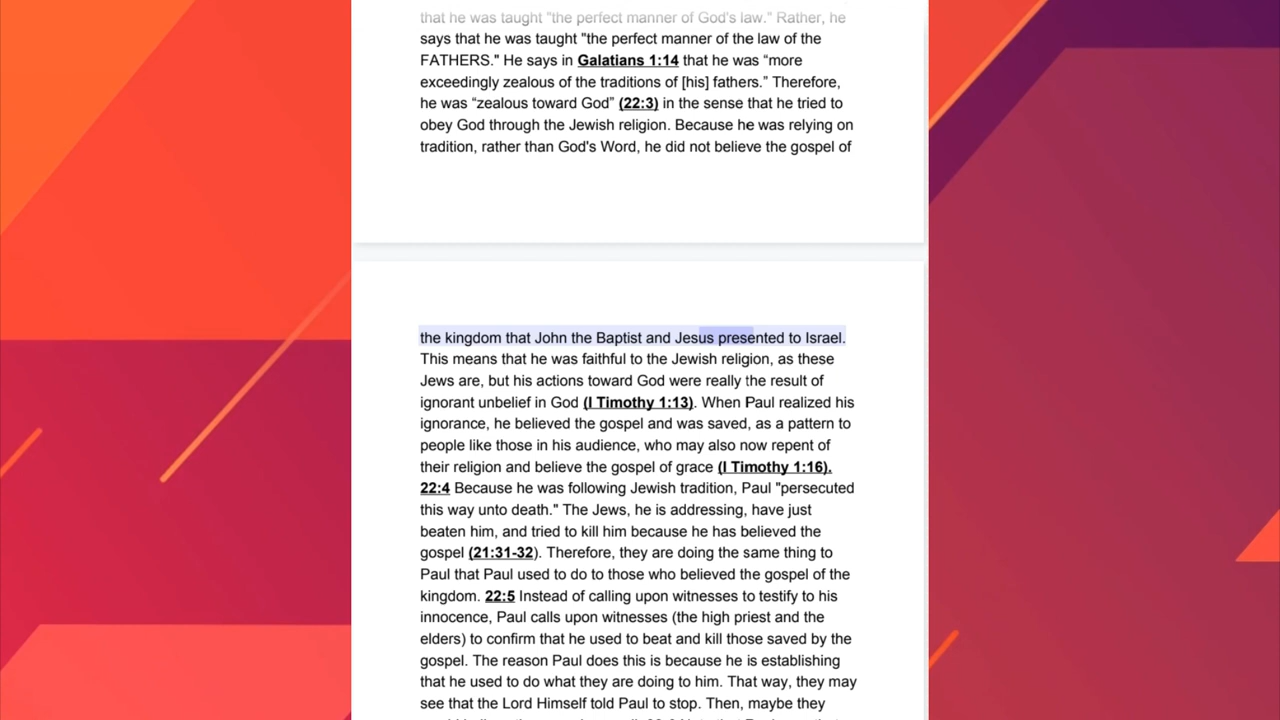 that he was taught "the perfect manner of God's law." Rather, he
says that he was taught "the perfect manner of the law of the
FATHERS." He says in Galatians 1:14 that he was “more
exceedingly zealous of the traditions of [his] fathers.” Therefore,
he was “zealous toward God” (22:3) in the sense that he tried to
obey God through the Jewish religion. Because he was relying on
tradition, rather than God's Word, he did not believe the gospel of
the kingdom that John the Baptist and Jesus presented to Israel.
This means that he was faithful to the Jewish religion, as these
Jews are, but his actions toward God were really the result of
ignorant unbelief in God (I Timothy 1:13). When Paul realized his
ignorance, he believed the gospel and was saved, as a pattern to
people like those in his audience, who may also now repent of
their religion and believe the gospel of grace (I Timothy 1:16).
22:4 Because he was following Jewish tradition, Paul "persecuted
this way unto death." The Jews, he is addressing, have just
beaten him, and tried to kill him because he has believed the
gospel (21:31-32). Therefore, they are doing the same thing to
Paul that Paul used to do to those who believed the gospel of the
kingdom. 22:5 Instead of calling upon witnesses to testify to his
innocence, Paul calls upon witnesses (the high priest and the
elders) to confirm that he used to beat and kill those saved by the
gospel. The reason Paul does this is because he is establishing
that he used to do what they are doing to him. That way, they may
see that the Lord Himself told Paul to stop. Then, maybe they